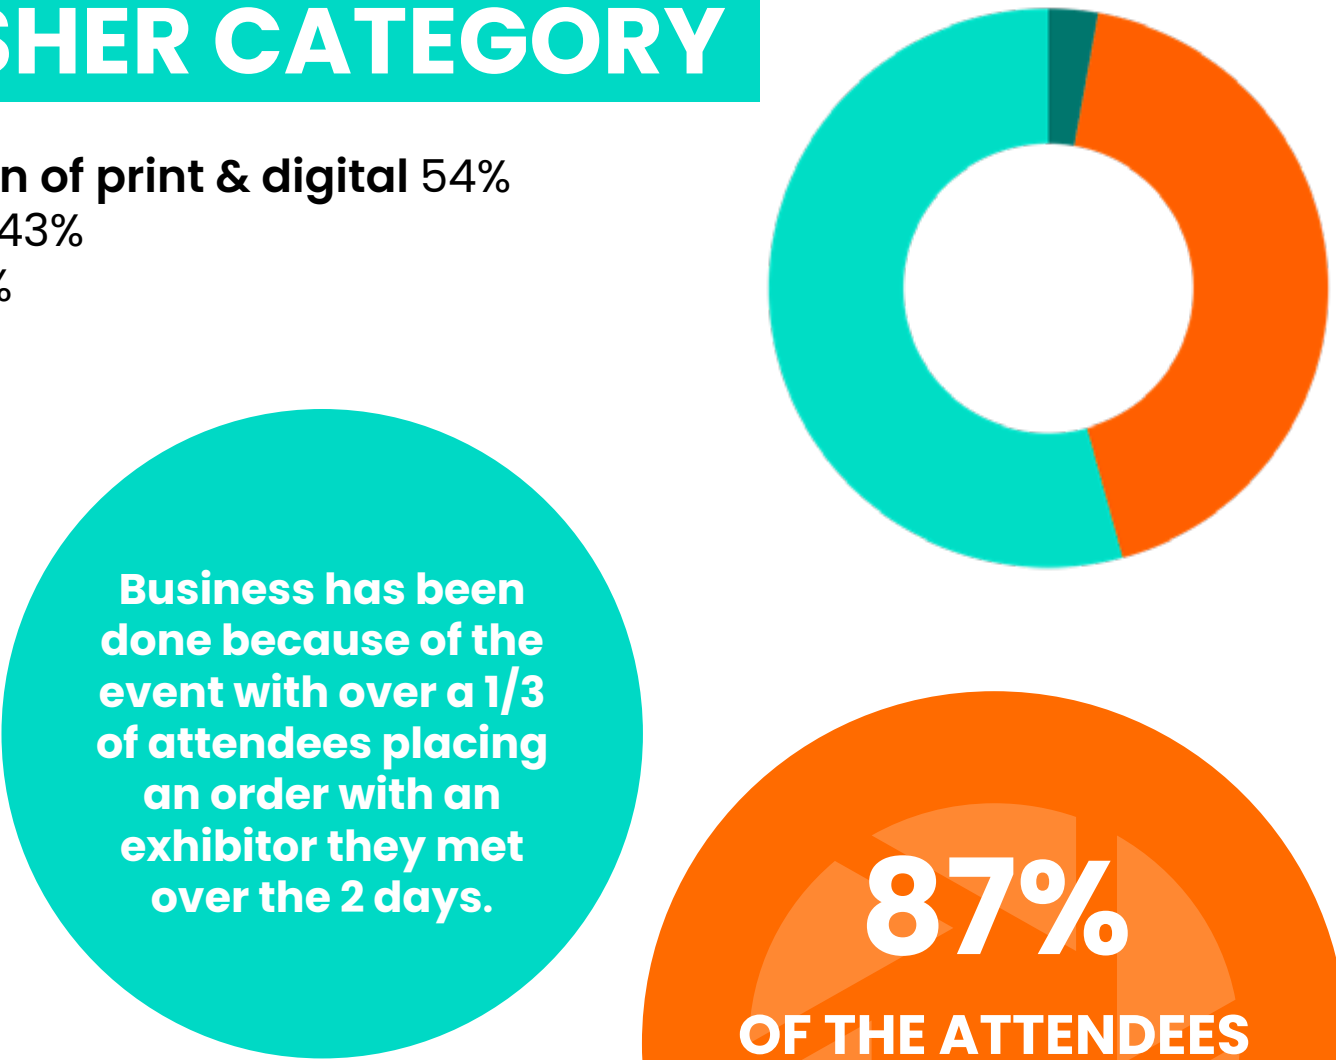 SHER CATEGORY
n of print & digital 54%
43%
%
Business has been
done because of the
event with over a 1/3
of attendees placing
an order with an
exhibitor they met
over the 2 days.
87%
OF THE ATTENDEES